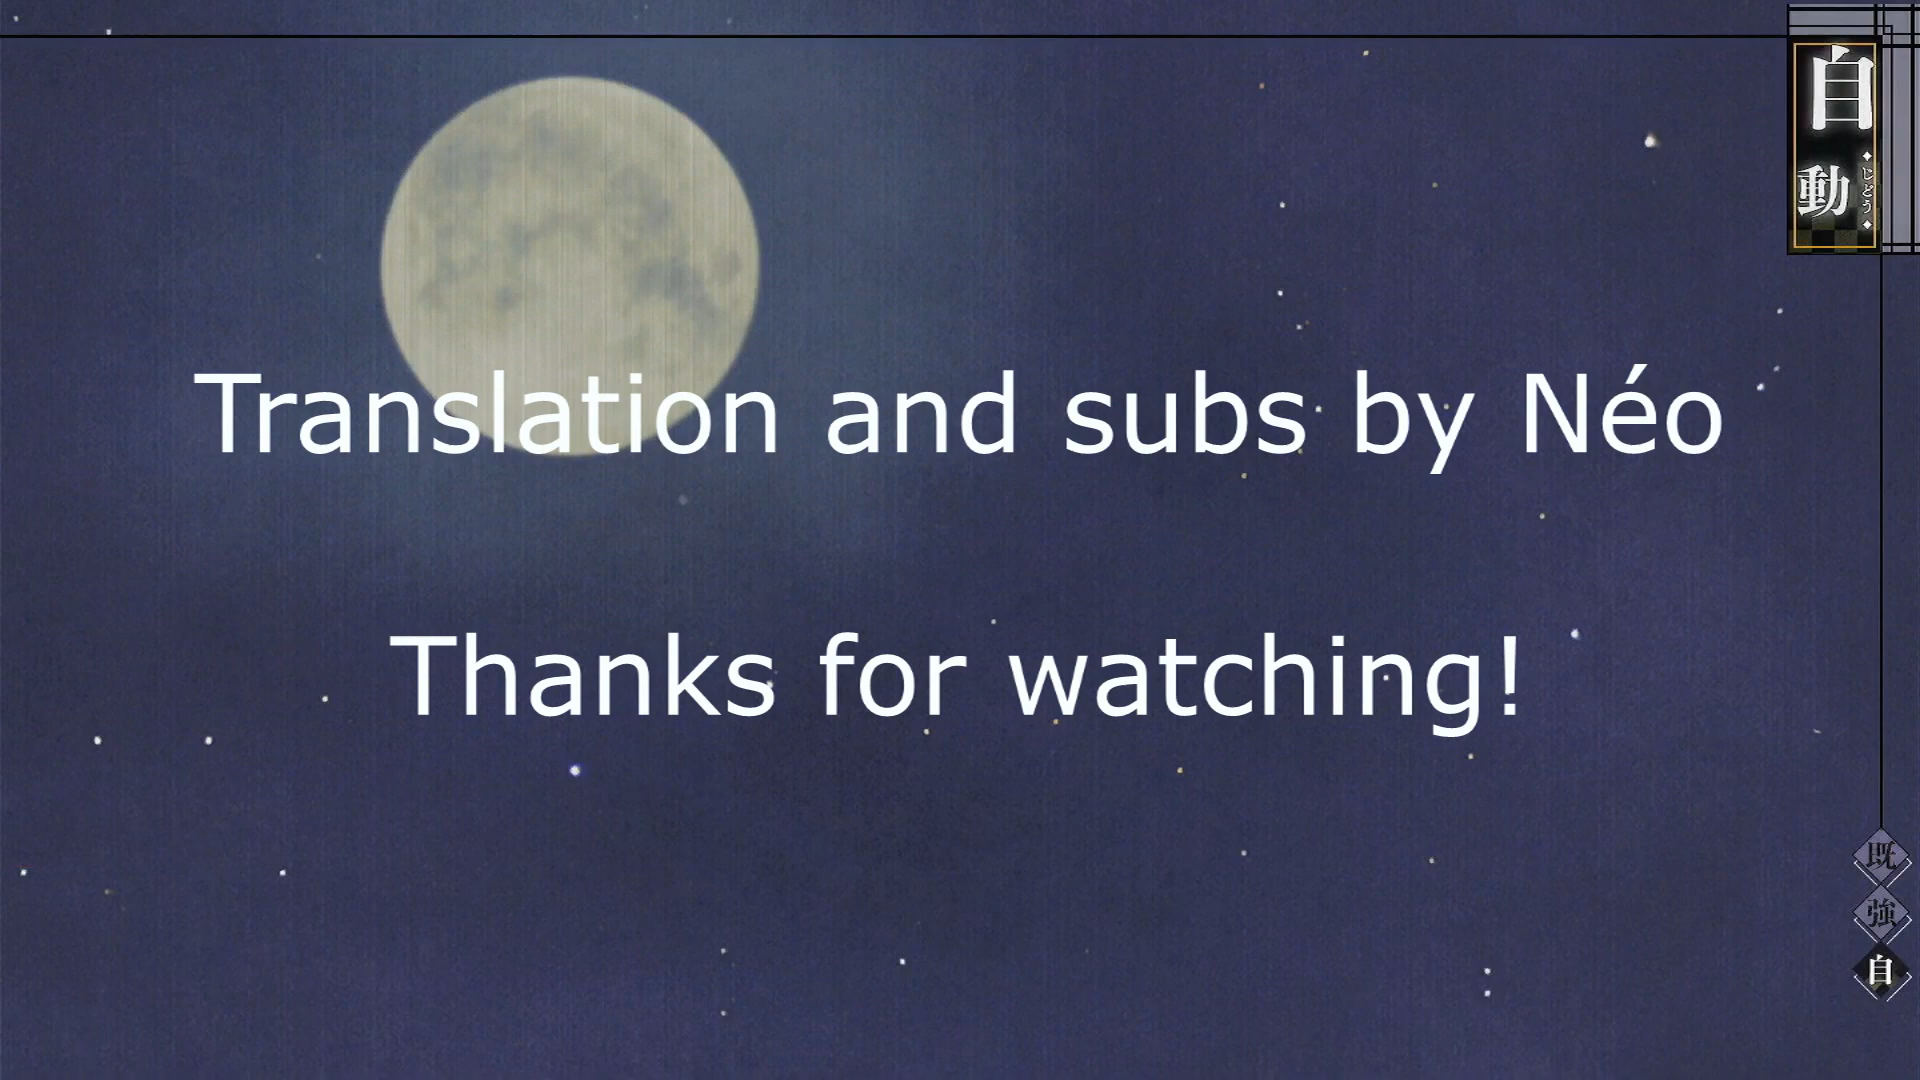 自動
じどう
Translation and subs by Néo
Thanks for watching!
既
強
自